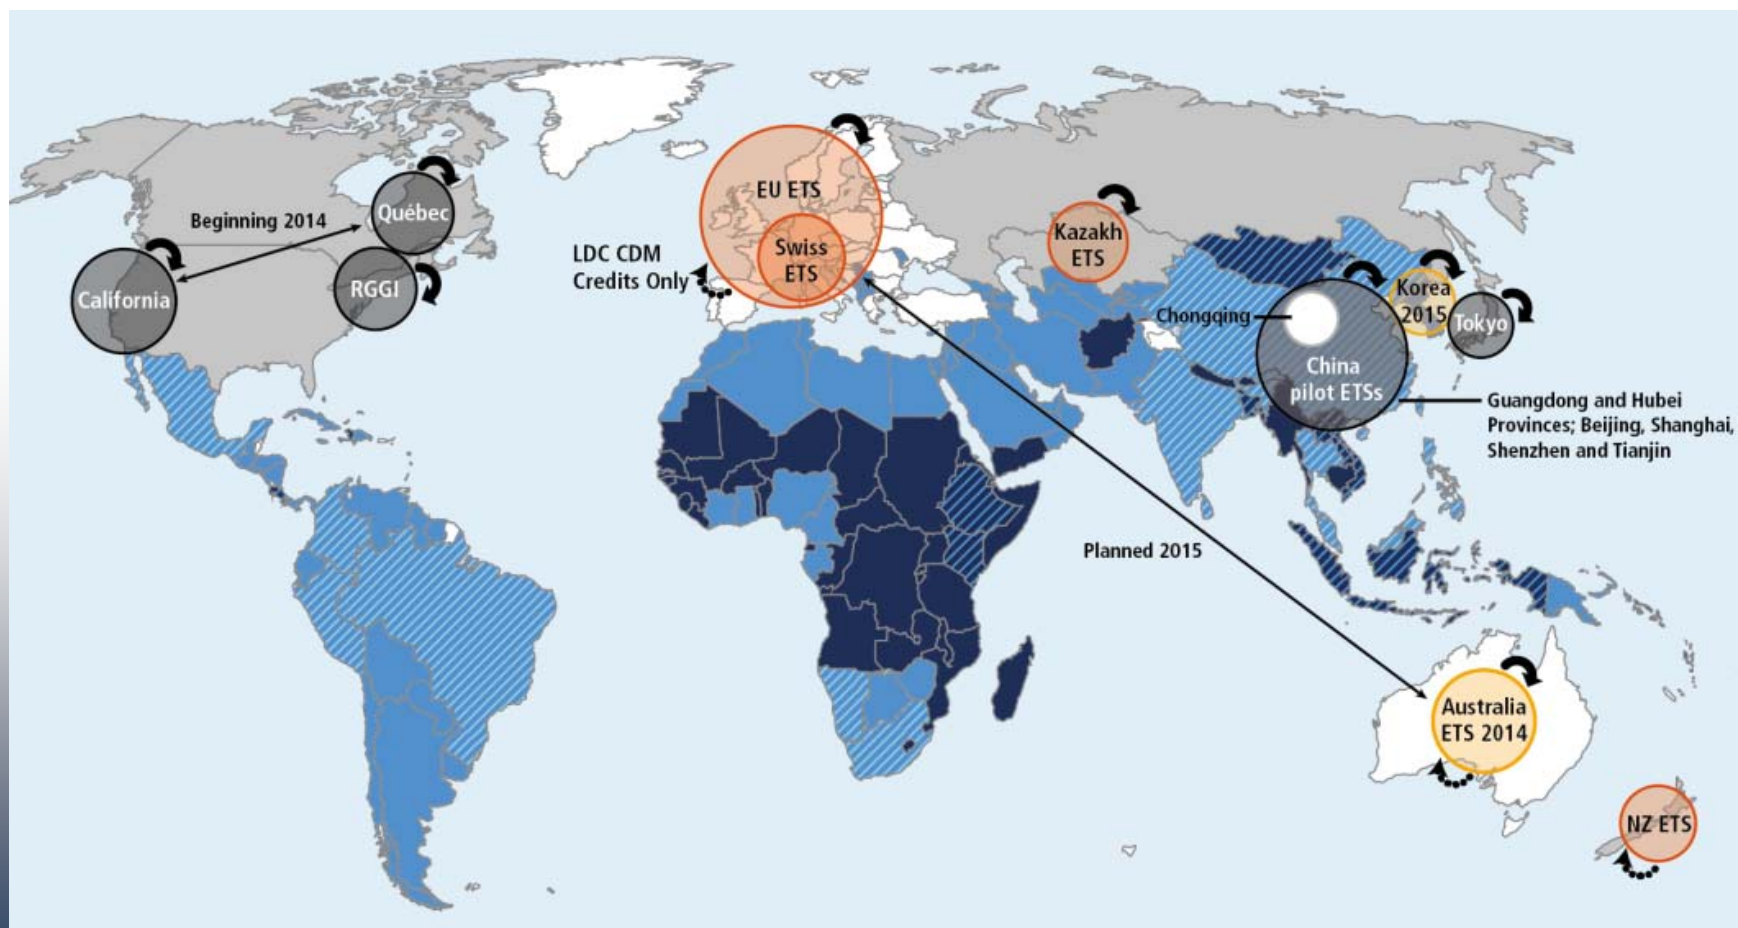 EU ETS
Québec
Beginning 2014
Kazakh
ETS
Swiss
ETS
LDC CDM
Credits Only
California
RGGI
Korea
2015
Chongqing
Tokyo
China
pilot ETSs
Guangdong and Hubei
Provinces; Beijing, Shanghai,
Shenzhen and Tianjin
Planned 2015
Australia
ETS 2014
NZ ETS